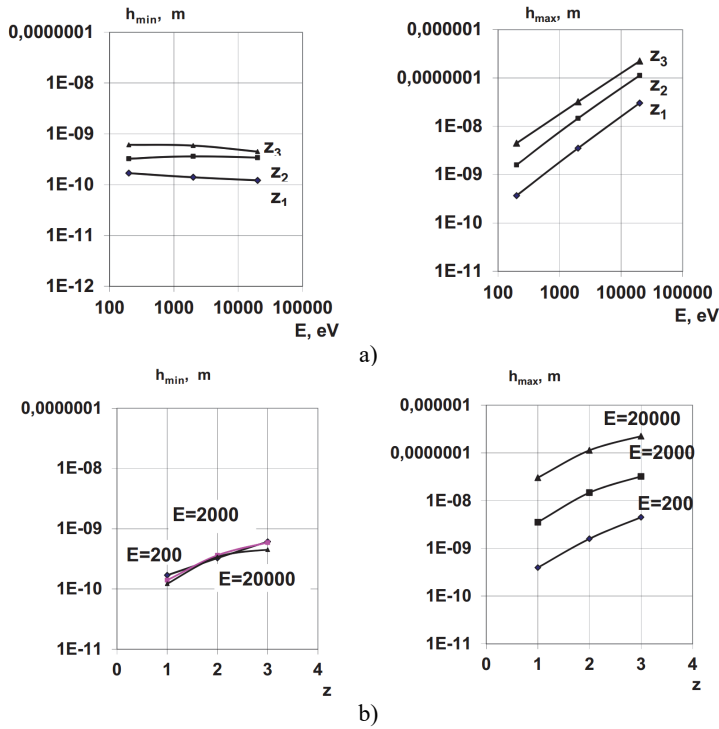 h_min, m
0,0000001
1E-08
1E-09
1E-10
1E-11
1E-12
z_3
z_2
z_1
100 1000 10000 100000
E, eV
h_max, m
0,000001
0,0000001
1E-08
1E-09
1E-10
1E-11
z_3
z_2
z_1
100 1000 10000 100000
E, eV
a)
h_min, m
0,0000001
1E-08
1E-09
1E-10
1E-11
E=2000
E=200
E=20000
0 1 2 3 4
z
h_max, m
0,000001
0,0000001
1E-08
1E-09
1E-10
1E-11
E=20000
E=2000
E=200
0 1 2 3 4
z
b)